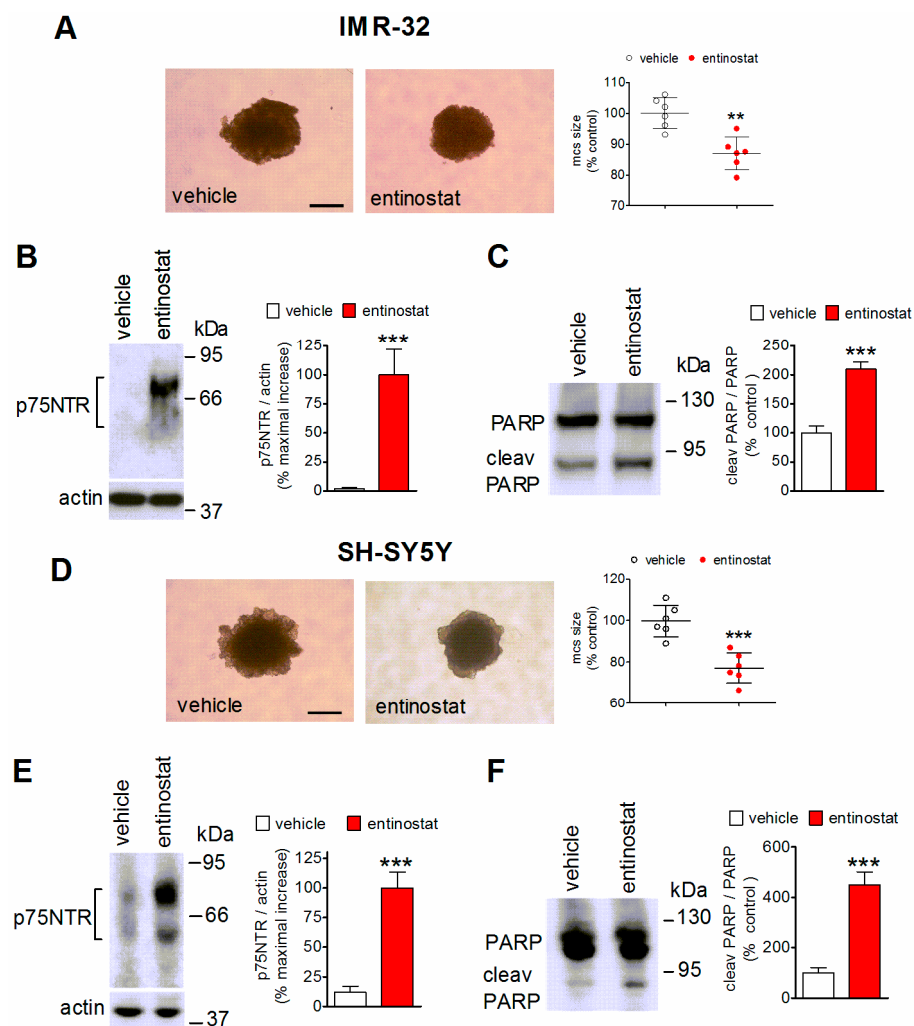 A
IMR-32
vehicle
entinostat
vehicle entinostat
mcs size
(% control)
110
100
90
80
70
**
B
vehicle
entinostat
kDa
95
66
37
p75NTR
actin
vehicle entinostat
p75NTR / actin
(% maximal increase)
125
100
75
50
25
0
***
C
vehicle
entinostat
kDa
130
95
PARP
cleav
PARP
vehicle entinostat
cleav PARP / PARP
(% control)
250
200
150
100
50
0
***
D
SH-SY5Y
vehicle
entinostat
vehicle entinostat
mcs size
(% control)
120
100
80
60
***
E
vehicle
entinostat
kDa
95
66
37
p75NTR
actin
vehicle entinostat
p75NTR / actin
(% maximal increase)
125
100
75
50
25
0
***
F
vehicle
entinostat
kDa
130
95
PARP
cleav
PARP
vehicle entinostat
cleav PARP / PARP
(% control)
600
400
200
0
***